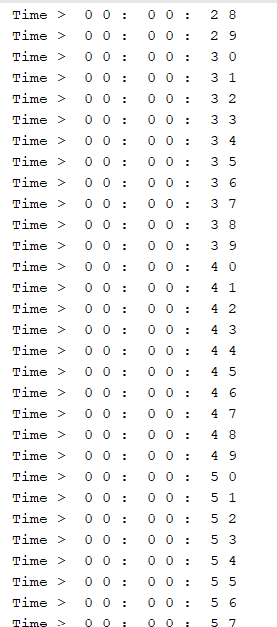 Time >  0 0 :  0 0 :  2 8
Time >  0 0 :  0 0 :  2 9
Time >  0 0 :  0 0 :  3 0
Time >  0 0 :  0 0 :  3 1
Time >  0 0 :  0 0 :  3 2
Time >  0 0 :  0 0 :  3 3
Time >  0 0 :  0 0 :  3 4
Time >  0 0 :  0 0 :  3 5
Time >  0 0 :  0 0 :  3 6
Time >  0 0 :  0 0 :  3 7
Time >  0 0 :  0 0 :  3 8
Time >  0 0 :  0 0 :  3 9
Time >  0 0 :  0 0 :  4 0
Time >  0 0 :  0 0 :  4 1
Time >  0 0 :  0 0 :  4 2
Time >  0 0 :  0 0 :  4 3
Time >  0 0 :  0 0 :  4 4
Time >  0 0 :  0 0 :  4 5
Time >  0 0 :  0 0 :  4 6
Time >  0 0 :  0 0 :  4 7
Time >  0 0 :  0 0 :  4 8
Time >  0 0 :  0 0 :  4 9
Time >  0 0 :  0 0 :  5 0
Time >  0 0 :  0 0 :  5 1
Time >  0 0 :  0 0 :  5 2
Time >  0 0 :  0 0 :  5 3
Time >  0 0 :  0 0 :  5 4
Time >  0 0 :  0 0 :  5 5
Time >  0 0 :  0 0 :  5 6
Time >  0 0 :  0 0 :  5 7